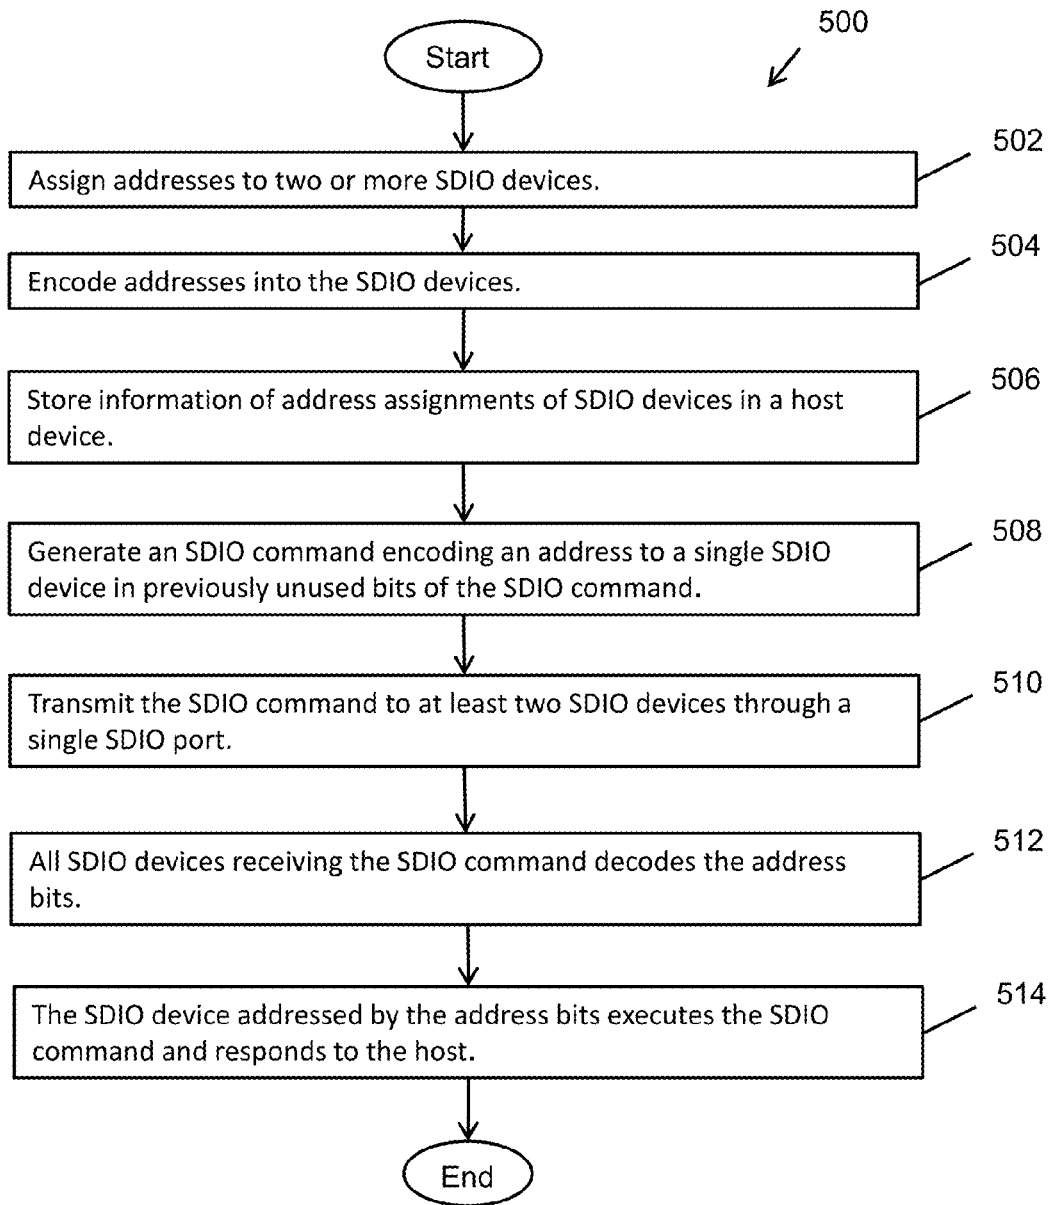 500
Start
502
Assign addresses to two or more SDIO devices.
504
Encode addresses into the SDIO devices.
506
Store information of address assignments of SDIO devices in a host
device.
508
Generate an SDIO command encoding an address to a single SDIO
device in previously unused bits of the SDIO command.
510
Transmit the SDIO command to at least two SDIO devices through a
single SDIO port.
512
All SDIO devices receiving the SDIO command decodes the address
bits.
514
The SDIO device addressed by the address bits executes the SDIO
command and responds to the host.
End